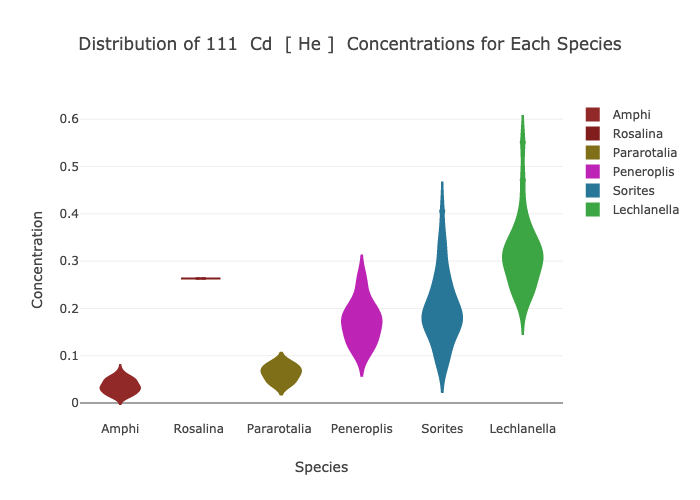 Distribution of 111  Cd  [ He ]  Concentrations for Each Species
Concentration
0.6
0.5
0.4
0.3
0.2
0.1
0
Amphi
Rosalina
Pararotalia
Peneroplis
Sorites
Lechlanella
Species
Amphi
Rosalina
Pararotalia
Peneroplis
Sorites
Lechlanella